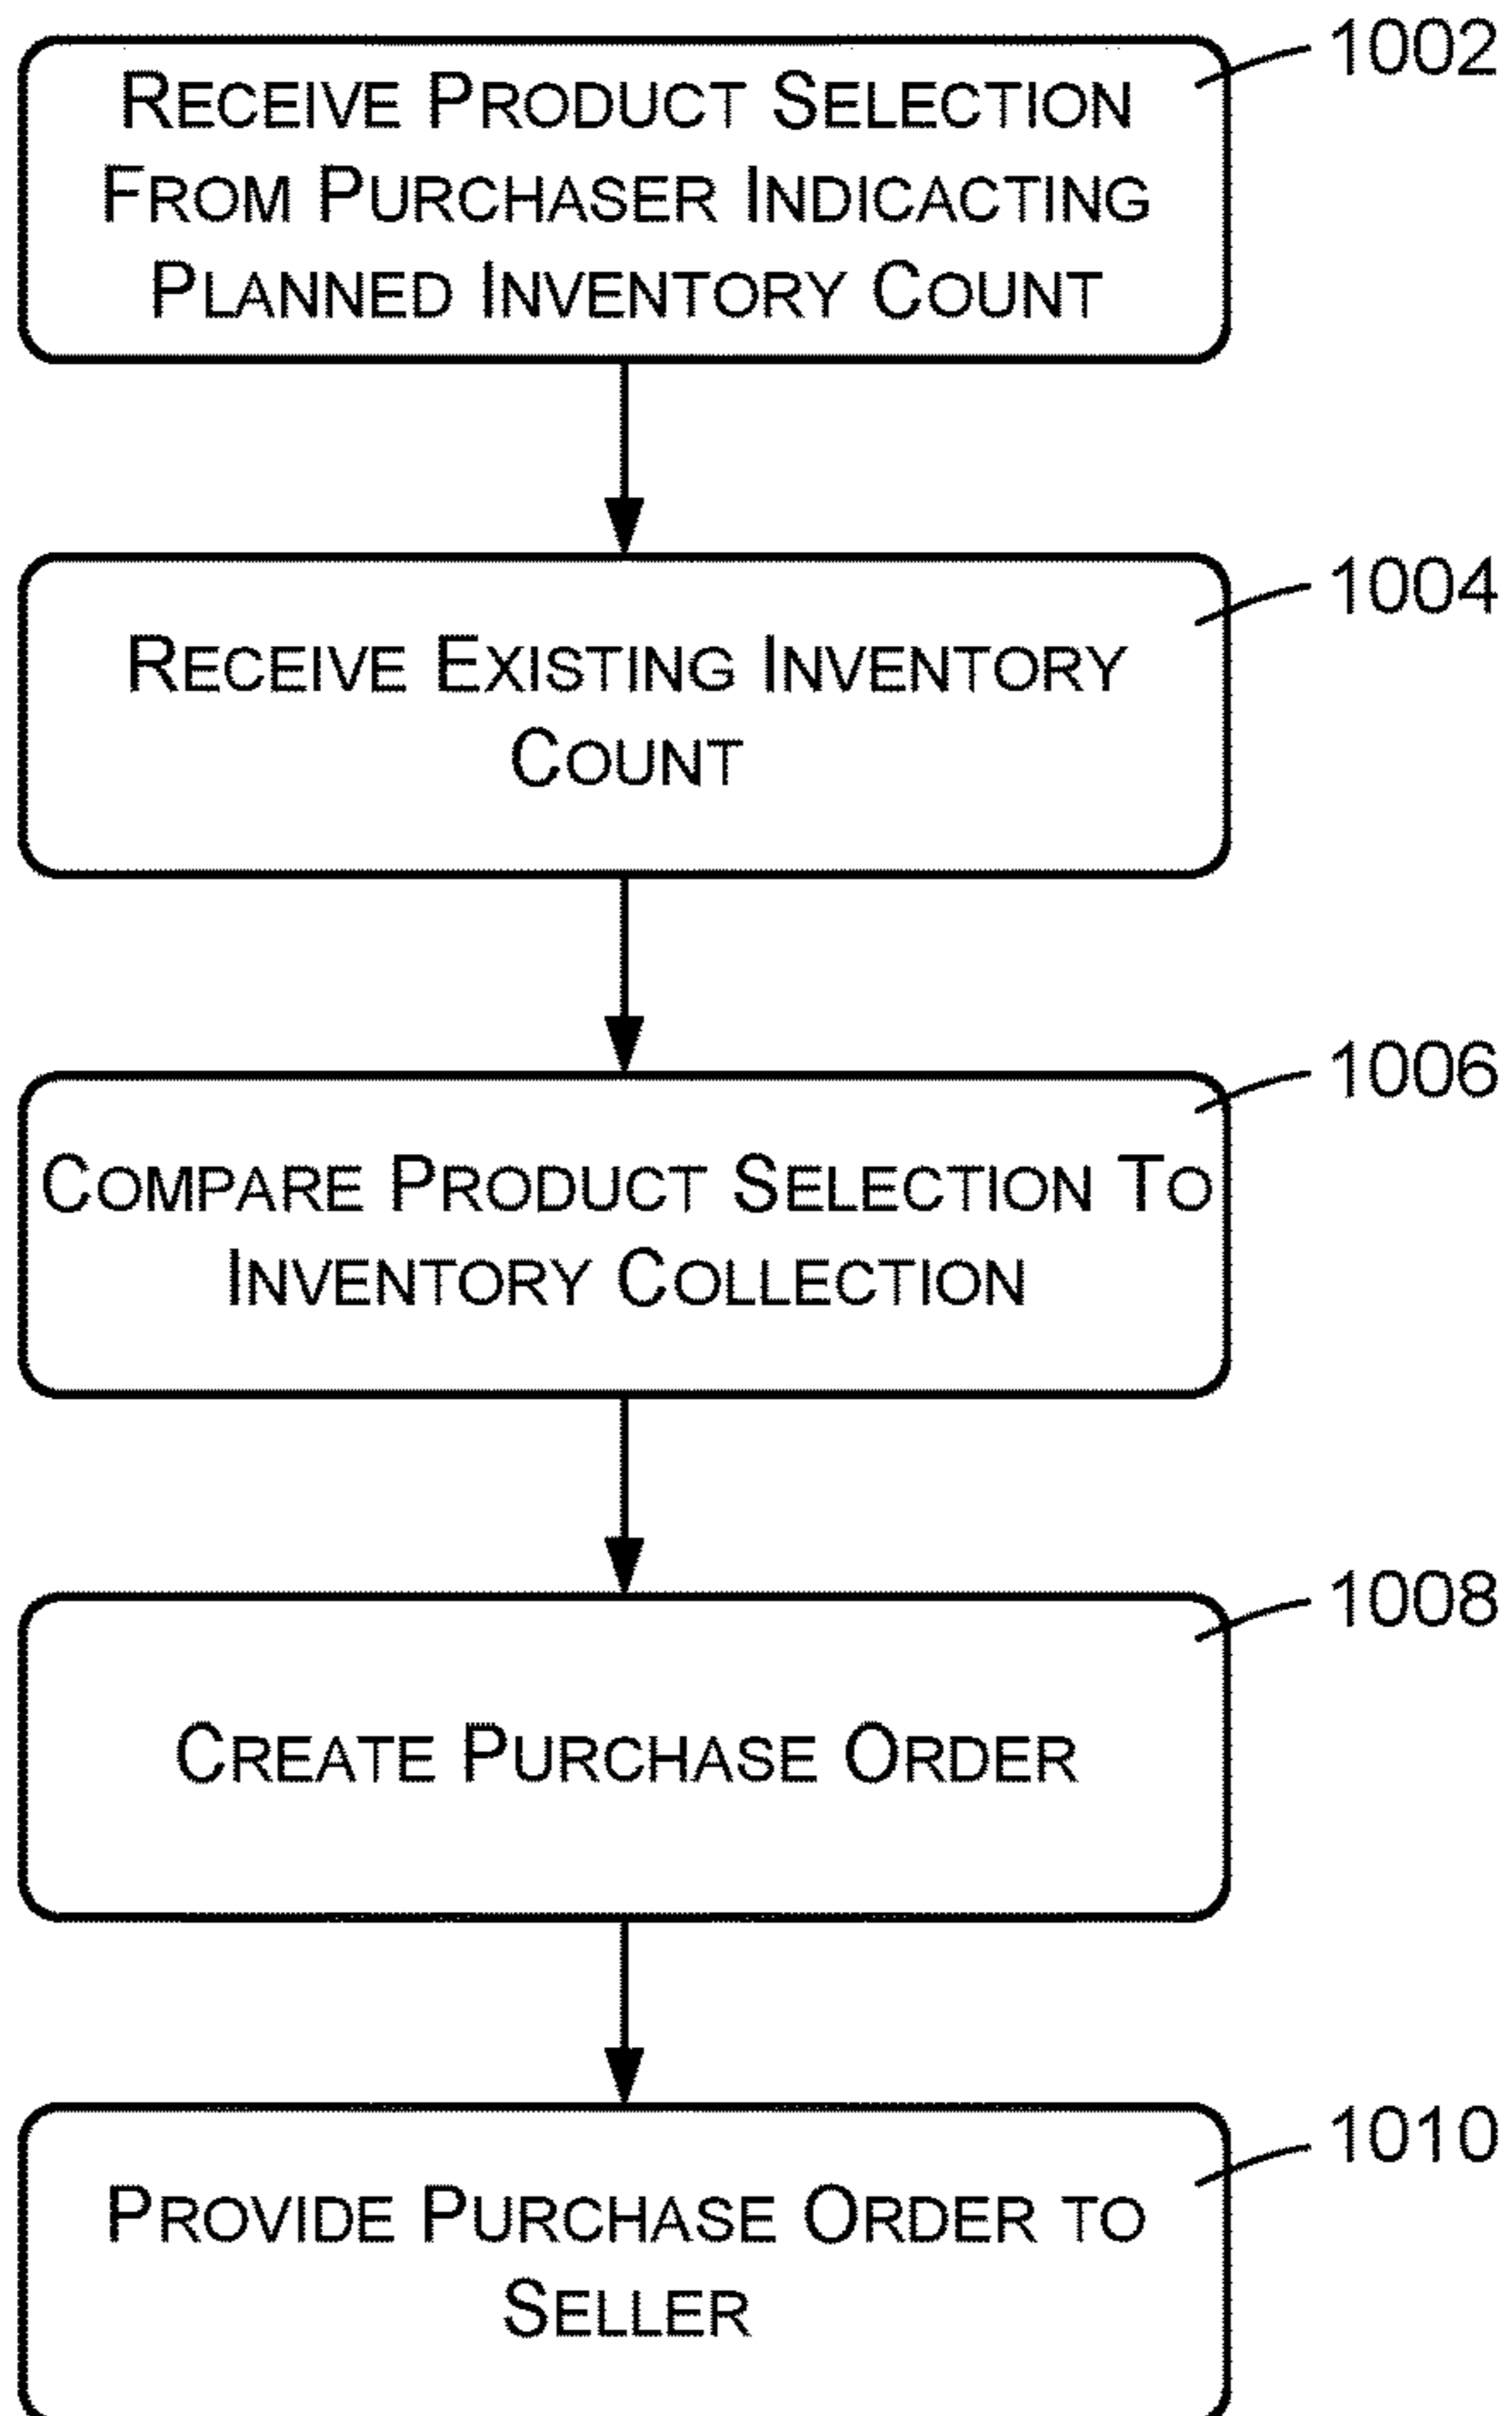 1002
RECEIVE PRODUCT SELECTION
FROM PURCHASER INDICACTING
PLANNED INVENTORY COUNT
1004
RECEIVE EXISTING INVENTORY
COUNT
1006
COMPARE PRODUCT SELECTION TO
INVENTORY COLLECTION
1008
CREATE PURCHASE ORDER
1010
PROVIDE PURCHASE ORDER TO
SELLER